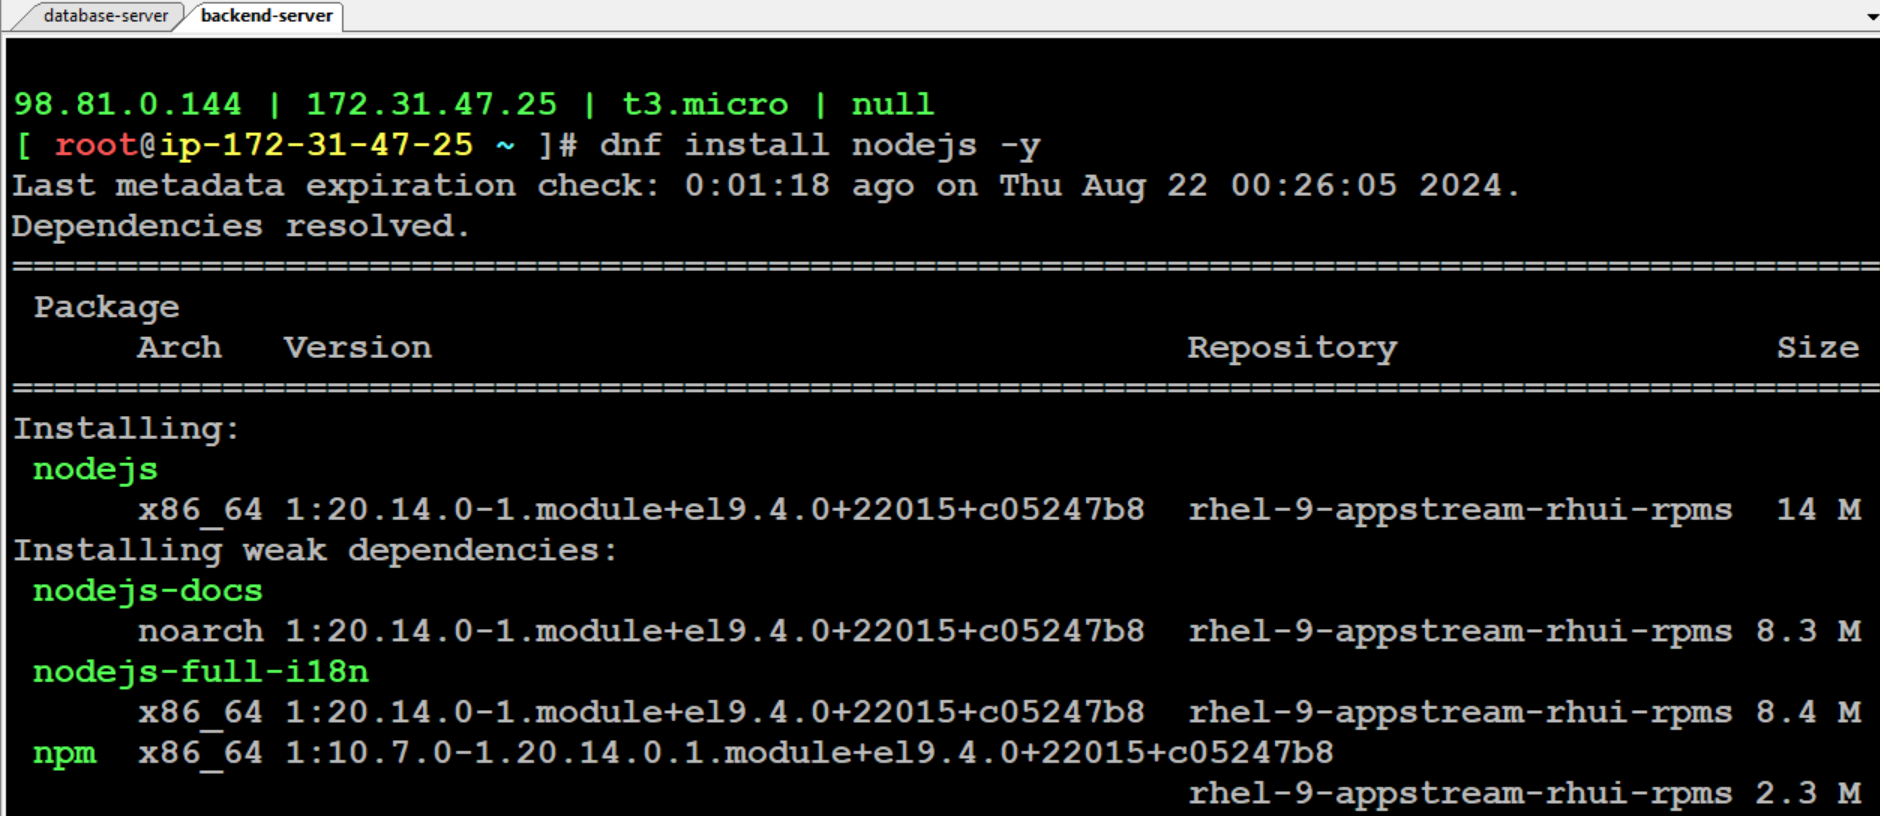 database-server backend-server
98.81.0.144 | 172.31.47.25 | t3.micro | null
[ root@ip-172-31-47-25 ~ ]# dnf install nodejs -y
Last metadata expiration check: 0:01:18 ago on Thu Aug 22 00:26:05 2024.
Dependencies resolved.
=========================================================================================
Package
Arch Version Repository Size
=========================================================================================
Installing:
nodejs
x86_64 1:20.14.0-1.module+el9.4.0+22015+c05247b8 rhel-9-appstream-rhui-rpms 14 M
Installing weak dependencies:
nodejs-docs
noarch 1:20.14.0-1.module+el9.4.0+22015+c05247b8 rhel-9-appstream-rhui-rpms 8.3 M
nodejs-full-i18n
x86_64 1:20.14.0-1.module+el9.4.0+22015+c05247b8 rhel-9-appstream-rhui-rpms 8.4 M
npm x86_64 1:10.7.0-1.20.14.0.1.module+el9.4.0+22015+c05247b8
rhel-9-appstream-rhui-rpms 2.3 M